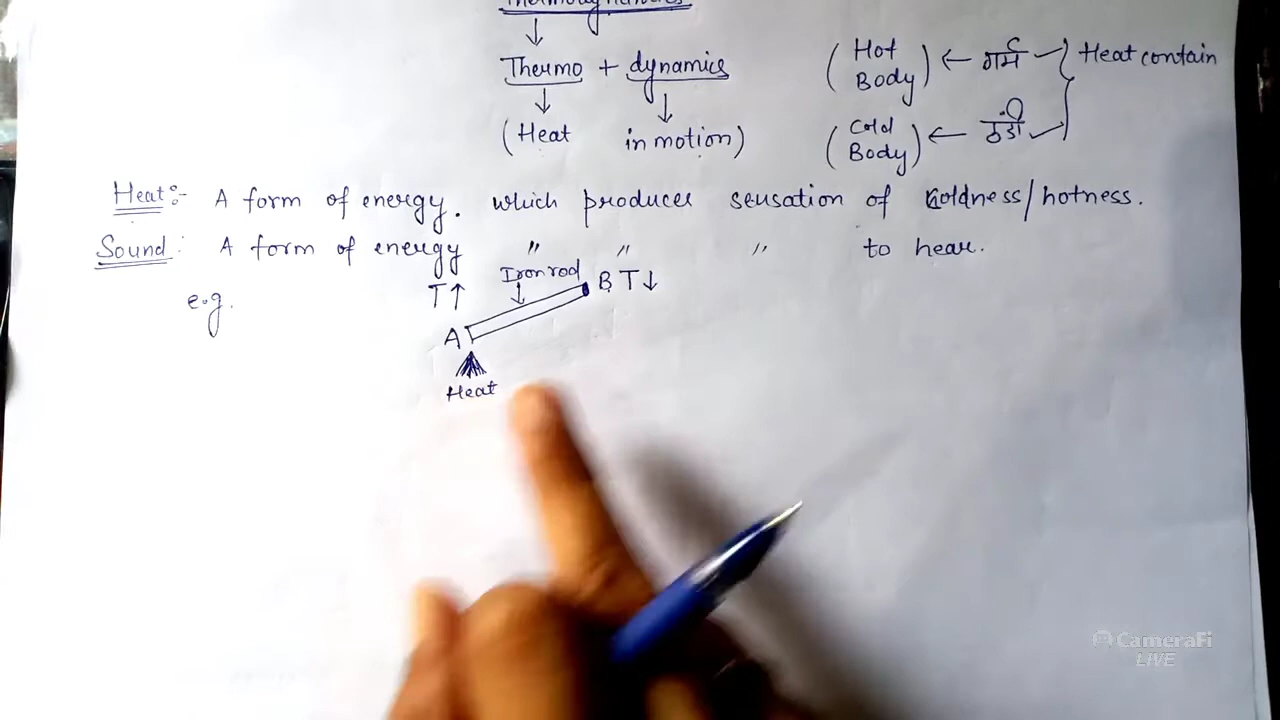 Thermodynamics
↓
Thermo + dynamics
↓ ↓
(Heat in motion)
(Hot Body) ← गर्म
(Cold Body) ← ठंडी
Heat contain
Heat:- A form of energy. which produces sensation of Coldness/hotness.
Sound: A form of energy " " " to hear.
e.g.
Iron rod
T↑
B T↓
A
Heat
CameraFi
LIVE